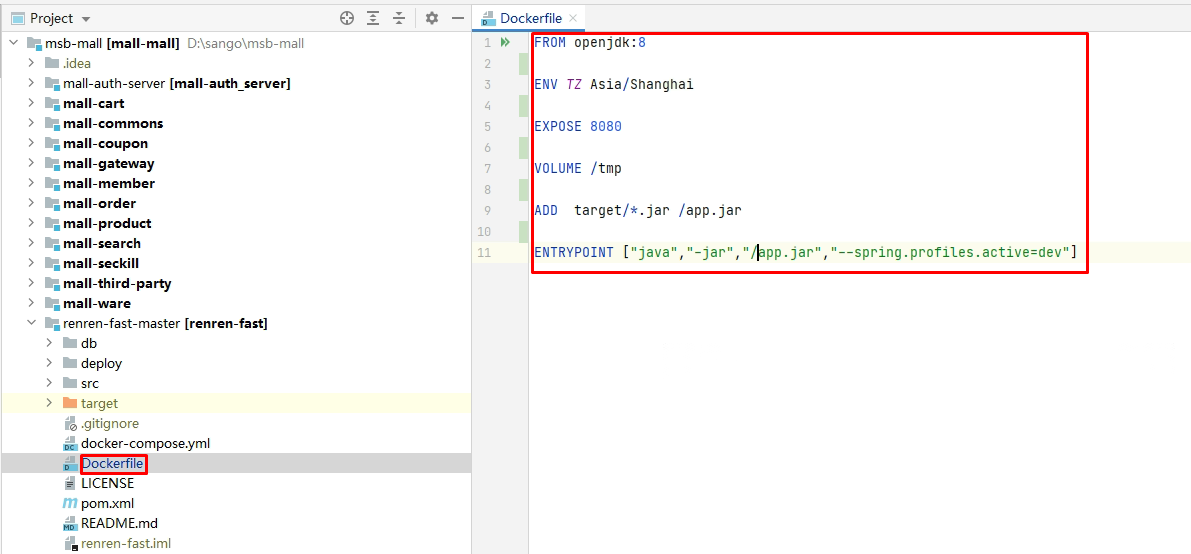 Project
msb-mall [mall-mall] D:\sango\msb-mall
.idea
mall-auth-server [mall-auth_server]
mall-cart
mall-commons
mall-coupon
mall-gateway
mall-member
mall-order
mall-product
mall-search
mall-seckill
mall-third-party
mall-ware
renren-fast-master [renren-fast]
db
deploy
src
target
.gitignore
DC docker-compose.yml
D Dockerfile
LICENSE
m pom.xml
MD README.md
renren-fast.iml
D Dockerfile
1 FROM openjdk:8
2
3 ENV TZ Asia/Shanghai
4
5 EXPOSE 8080
6
7 VOLUME /tmp
8
9 ADD  target/*.jar /app.jar
10
11 ENTRYPOINT ["java","-jar","/app.jar","--spring.profiles.active=dev"]